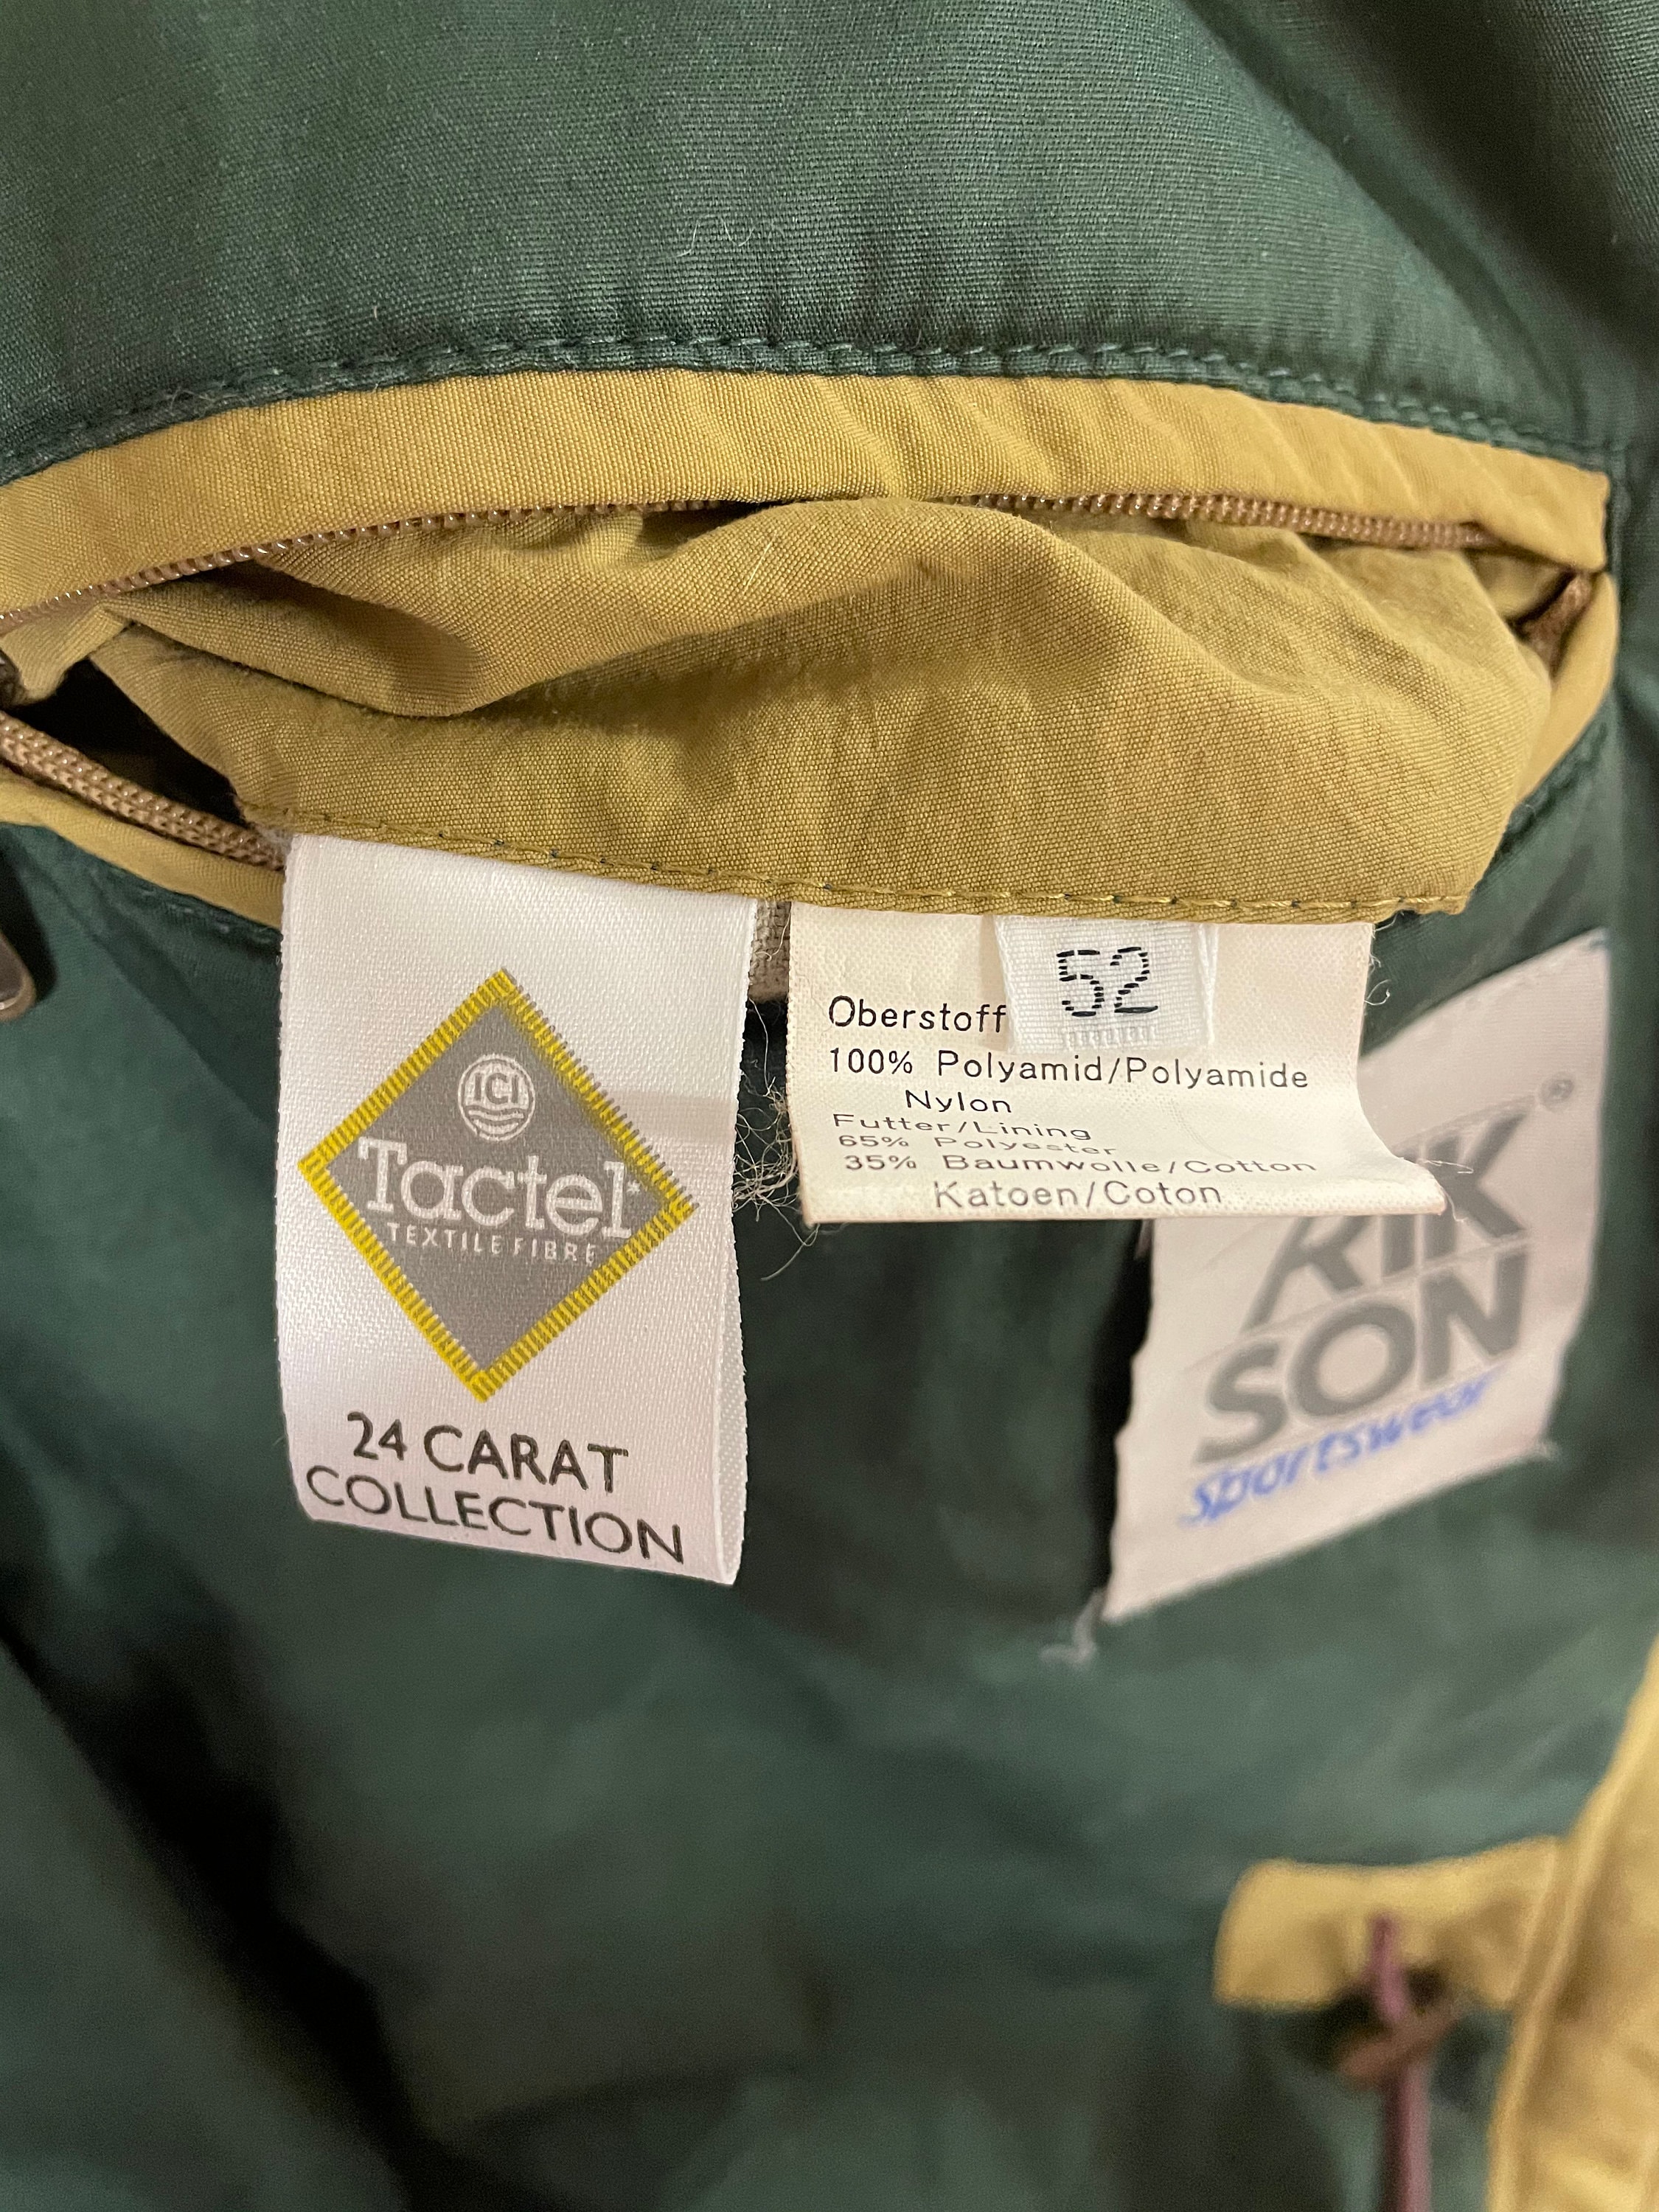 ICI
Tactel
TEXTILE FIBRE
24 CARAT
COLLECTION
52
Oberstoff
100% Polyamid/Polyamide
Nylon
Futter/Lining
65% Polyester
35% Baumwolle/Cotton
Katoen/Coton
RIK
SON
sportswear